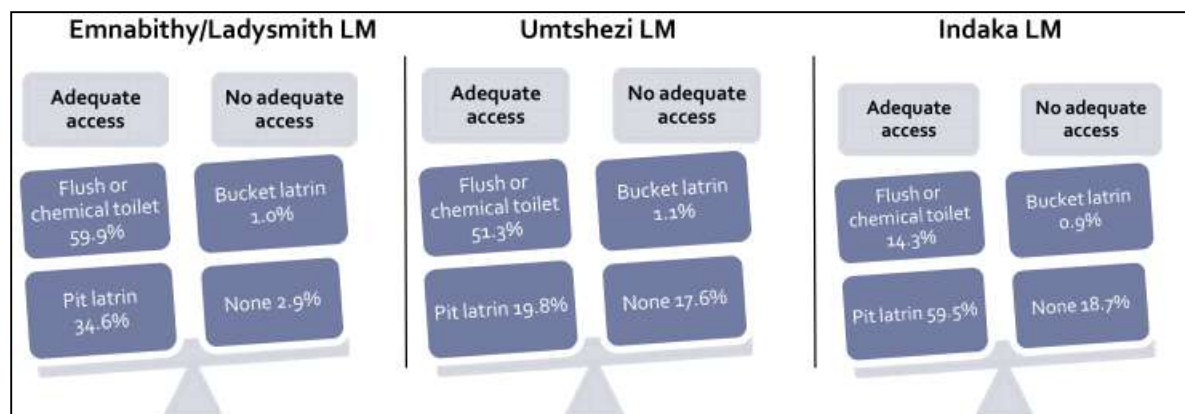 Emnabithy/Ladysmith LM
Adequate
access
No adequate
access
Flush or
chemical toilet
59.9%
Bucket latrin
1.0%
Pit latrin
34.6%
None 2.9%
Umtshezi LM
Adequate
access
No adequate
access
Flush or
chemical toilet
51.3%
Bucket latrin
1.1%
Pit latrin 19.8%
None 17.6%
Indaka LM
Adequate
access
No adequate
access
Flush or
chemical toilet
14.3%
Bucket latrin
0.9%
Pit latrin 59.5%
None 18.7%